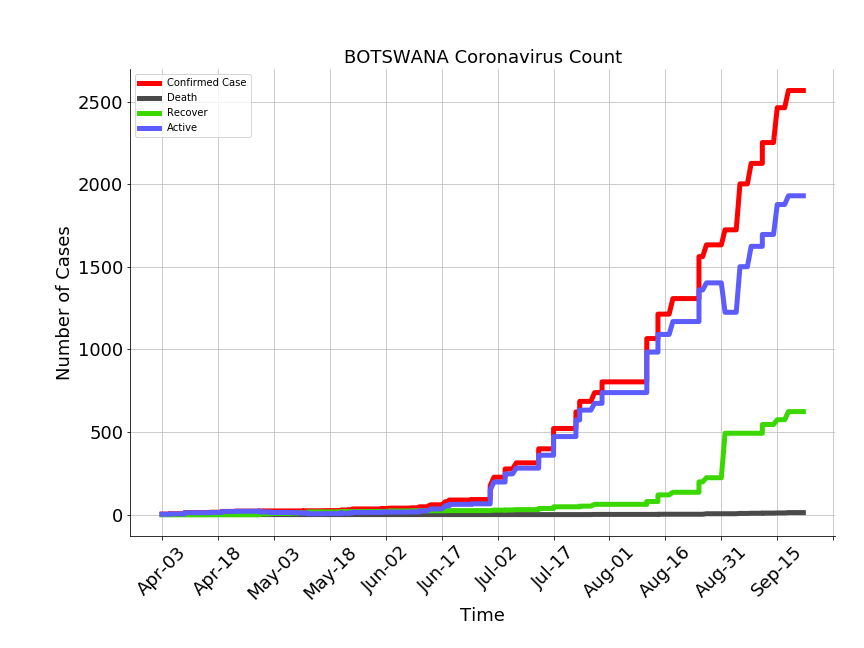 BOTSWANA Coronavirus Count
Confirmed Case
Death
Recover
Active
Number of Cases
2500
2000
1500
1000
500
0
Apr-03
Apr-18
May-03
May-18
Jun-02
Jun-17
Jul-02
Jul-17
Aug-01
Aug-16
Aug-31
Sep-15
Time